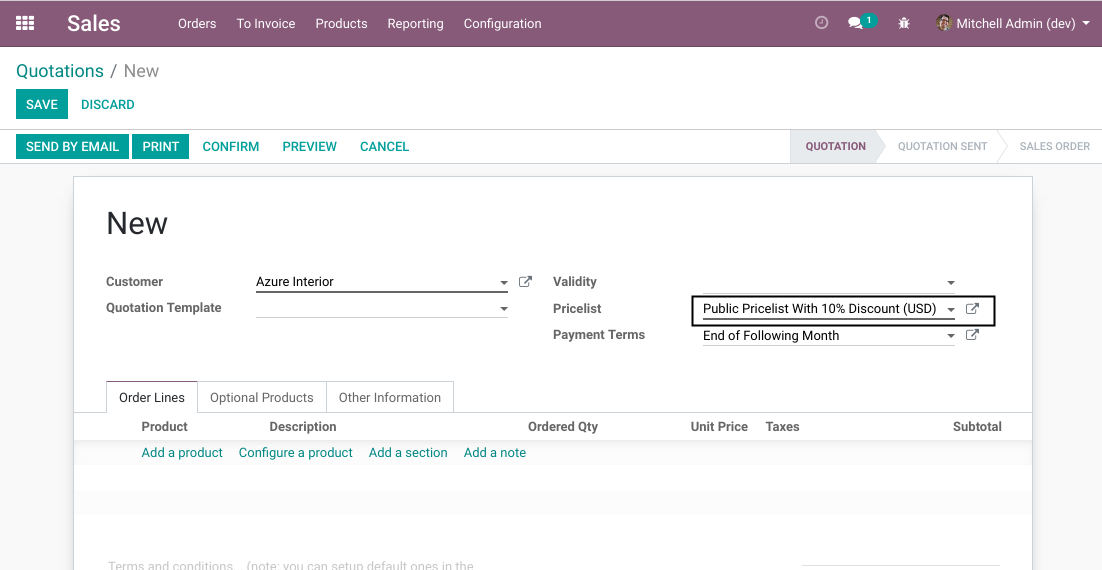 Sales Orders To Invoice Products Reporting Configuration 1 Mitchell Admin (dev)
Quotations / New
SAVE DISCARD
SEND BY EMAIL PRINT CONFIRM PREVIEW CANCEL QUOTATION QUOTATION SENT SALES ORDER
New
Customer Azure Interior Validity
Quotation Template Pricelist Public Pricelist With 10% Discount (USD)
Payment Terms End of Following Month
Order Lines Optional Products Other Information
Product Description Ordered Qty Unit Price Taxes Subtotal
Add a product Configure a product Add a section Add a note
Terms and conditions... (note: you can setup default ones in the